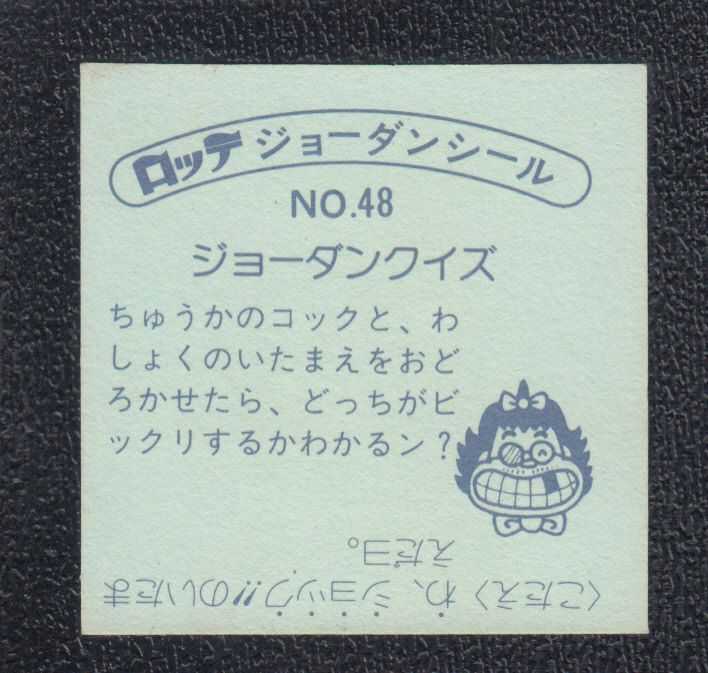 ロッテ ジョーダンシール
NO.48
ジョーダンクイズ
ちゅうかのコックと、わ
しょくのいたまえをおど
ろかせたら、どっちがビ
ックリするかわかるン?
〈こたえ〉わ、ショック!!のいたま
えだヨ。